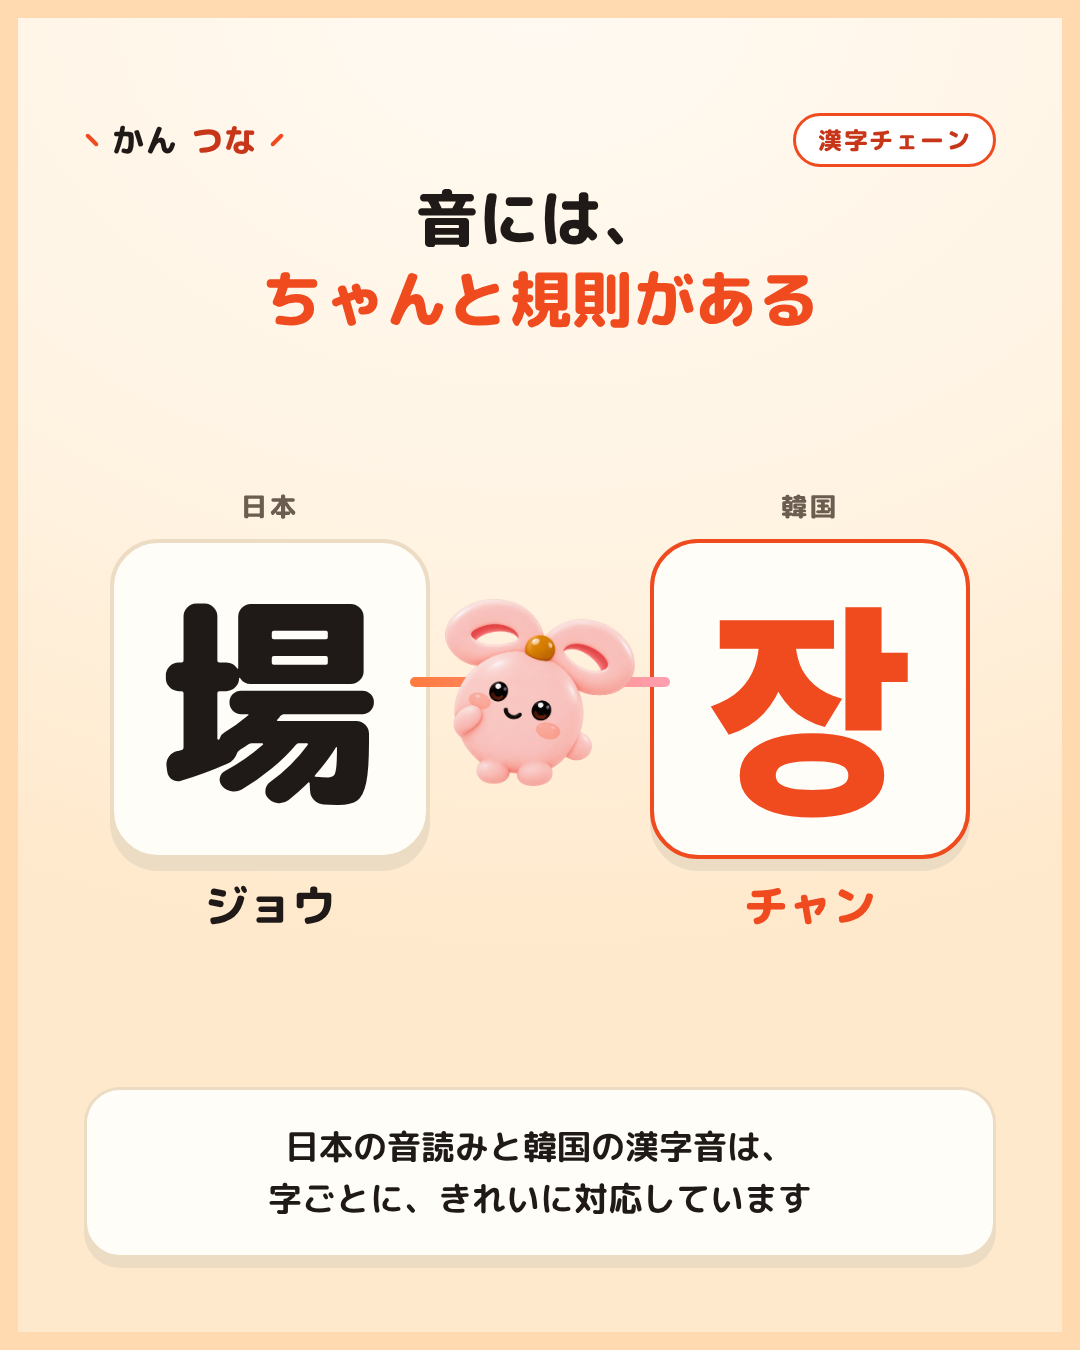 かん つな
漢字チェーン
音には、
ちゃんと規則がある
日本
韓国
場
장
ジョウ
チャン
日本の音読みと韓国の漢字音は、
字ごとに、きれいに対応しています